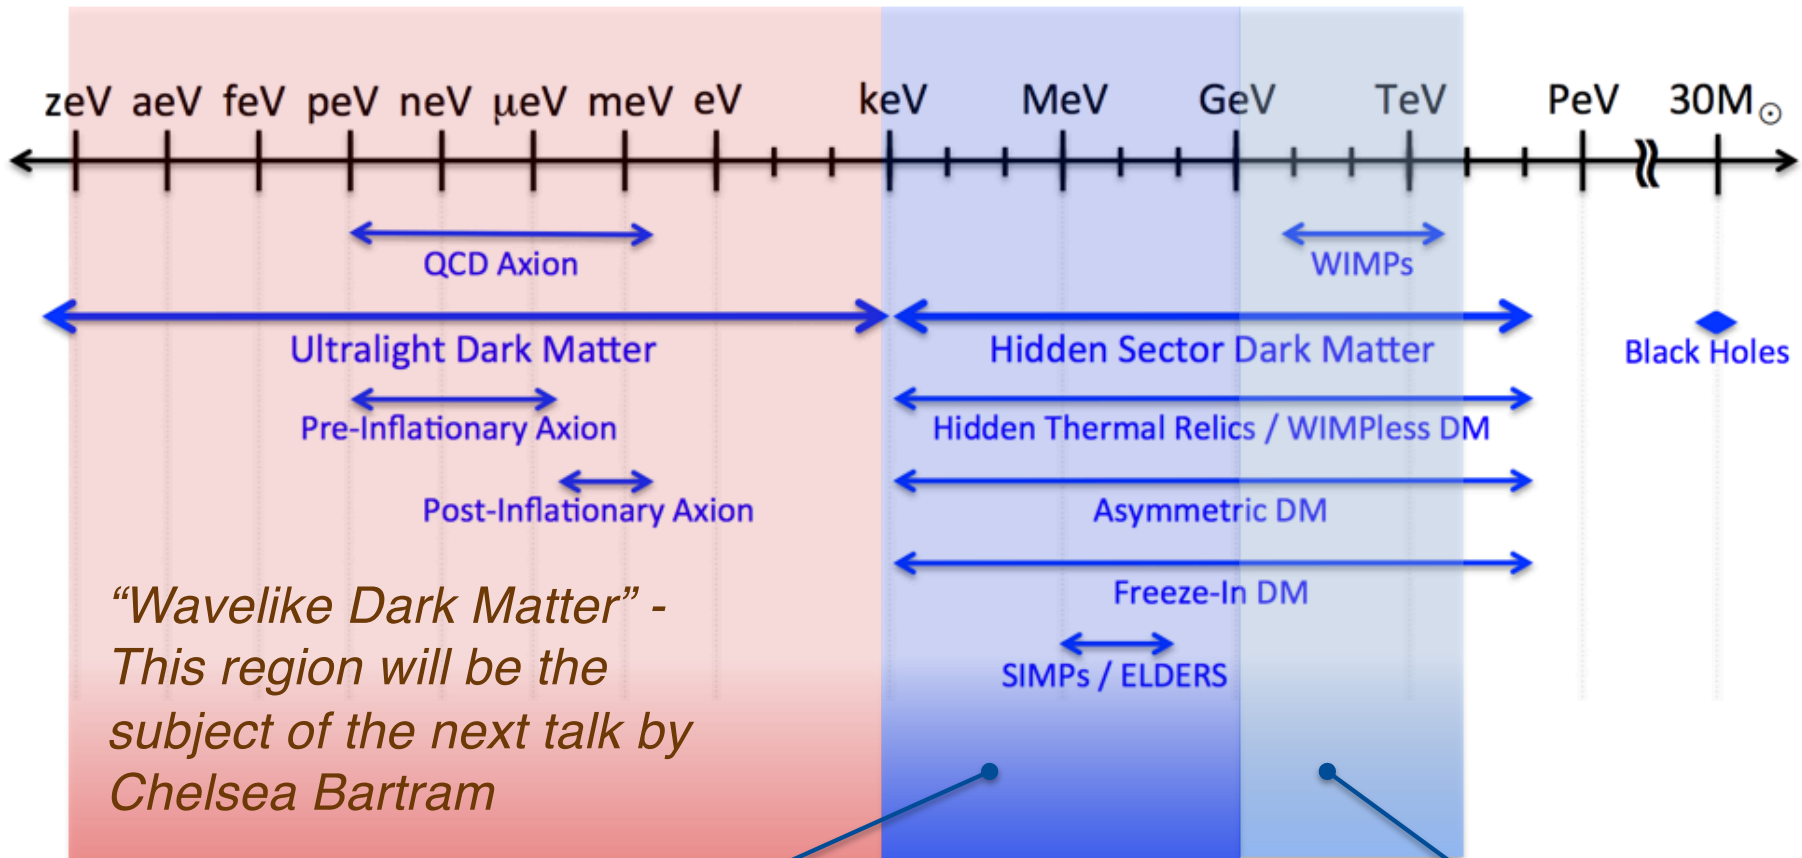 zeV aeV feV peV neV μeV meV eV keV MeV GeV TeV PeV 30M☉
QCD Axion
WIMPs
Ultralight Dark Matter
Hidden Sector Dark Matter
Black Holes
Pre-Inflationary Axion
Hidden Thermal Relics / WIMPless DM
Post-Inflationary Axion
Asymmetric DM
Freeze-In DM
SIMPs / ELDERS
“Wavelike Dark Matter” -
This region will be the
subject of the next talk by
Chelsea Bartram